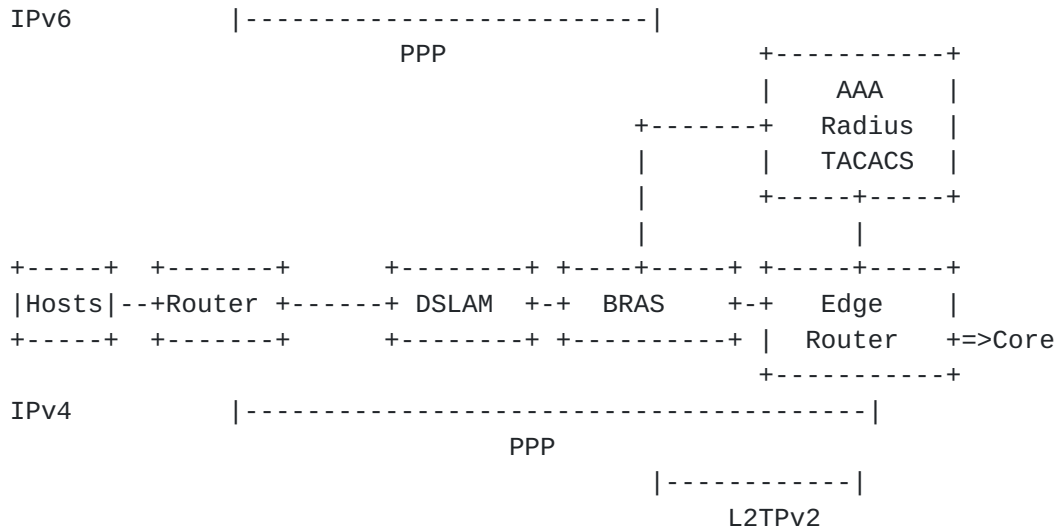 IPv6         |--------------------------|
PPP                    +-----------+
|    AAA    |
+-------+   Radius  |
|       |   TACACS  |
|       +-----+-----+
|             |
+-----+  +-------+      +--------+ +----+-----+ +-----+-----+
|Hosts|--+Router +------+ DSLAM  +-+  BRAS    +-+   Edge    |
+-----+  +-------+      +--------+ +----------+ |  Router   +=>Core
+-----------+
IPv4         |----------------------------------------|
PPP
|------------|
L2TPv2